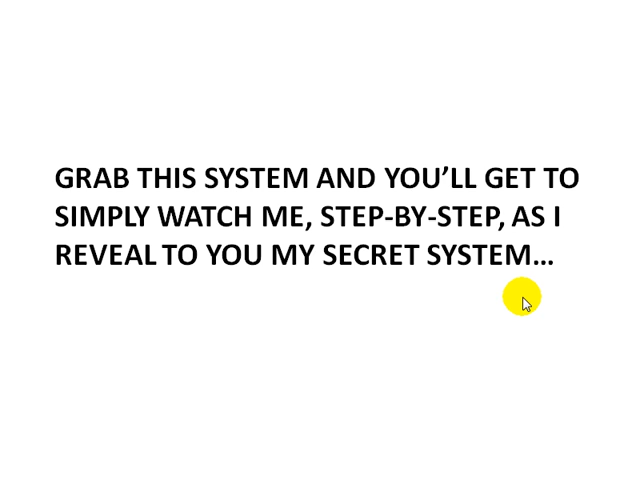 GRAB THIS SYSTEM AND YOU’LL GET TO
SIMPLY WATCH ME, STEP-BY-STEP, AS I
REVEAL TO YOU MY SECRET SYSTEM…